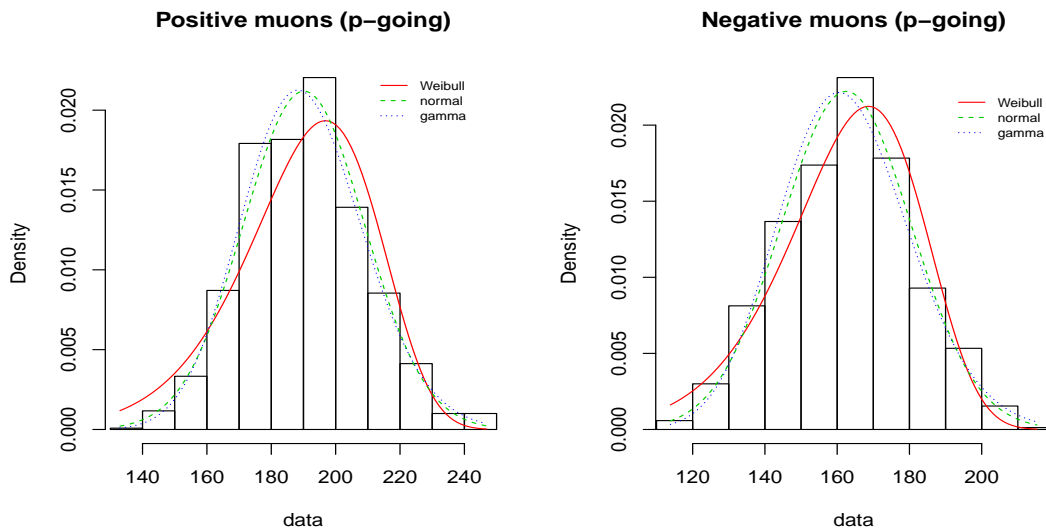 Positive muons (p−going)
Weibull
normal
gamma
Density
0.000 0.005 0.010 0.015 0.020
140 160 180 200 220 240
data
Negative muons (p−going)
Weibull
normal
gamma
Density
0.000 0.005 0.010 0.015 0.020
120 140 160 180 200
data